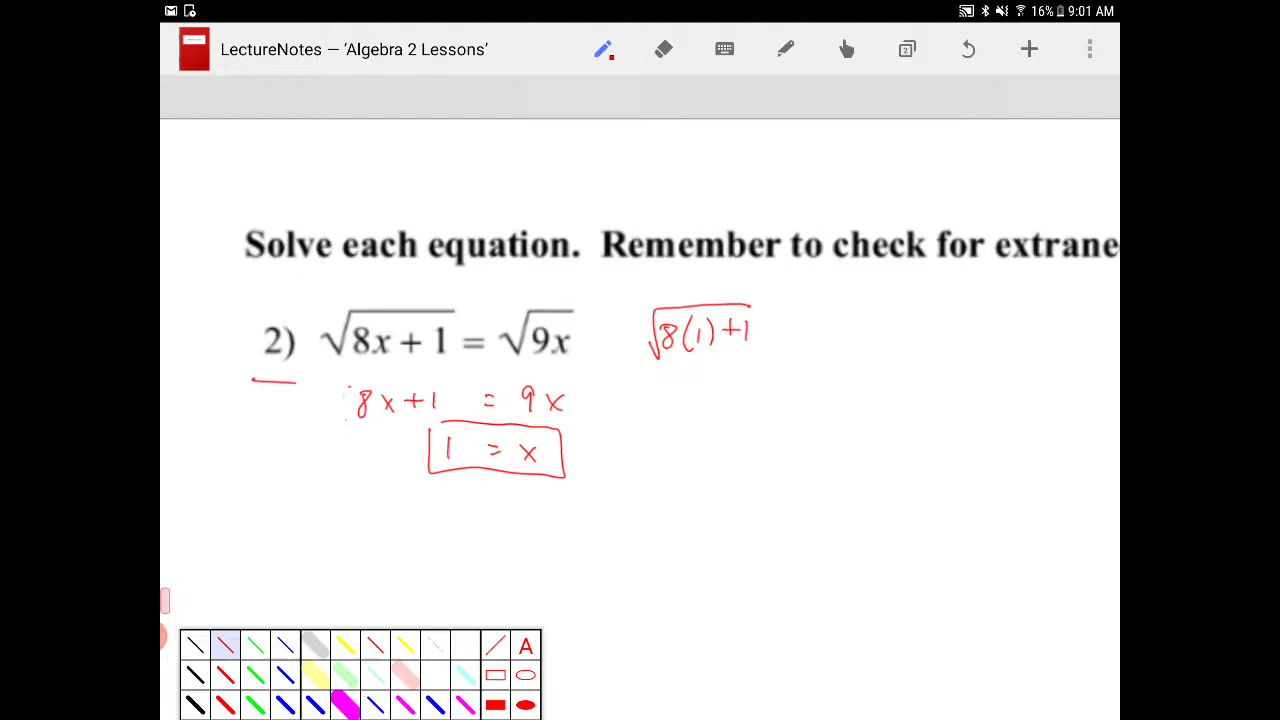 16% 9:01 AM
LectureNotes — ‘Algebra 2 Lessons’
2
Solve each equation. Remember to check for extrane
2) √8x + 1 = √9x
√8(1)+1
8x+1 = 9x
1 = x
A